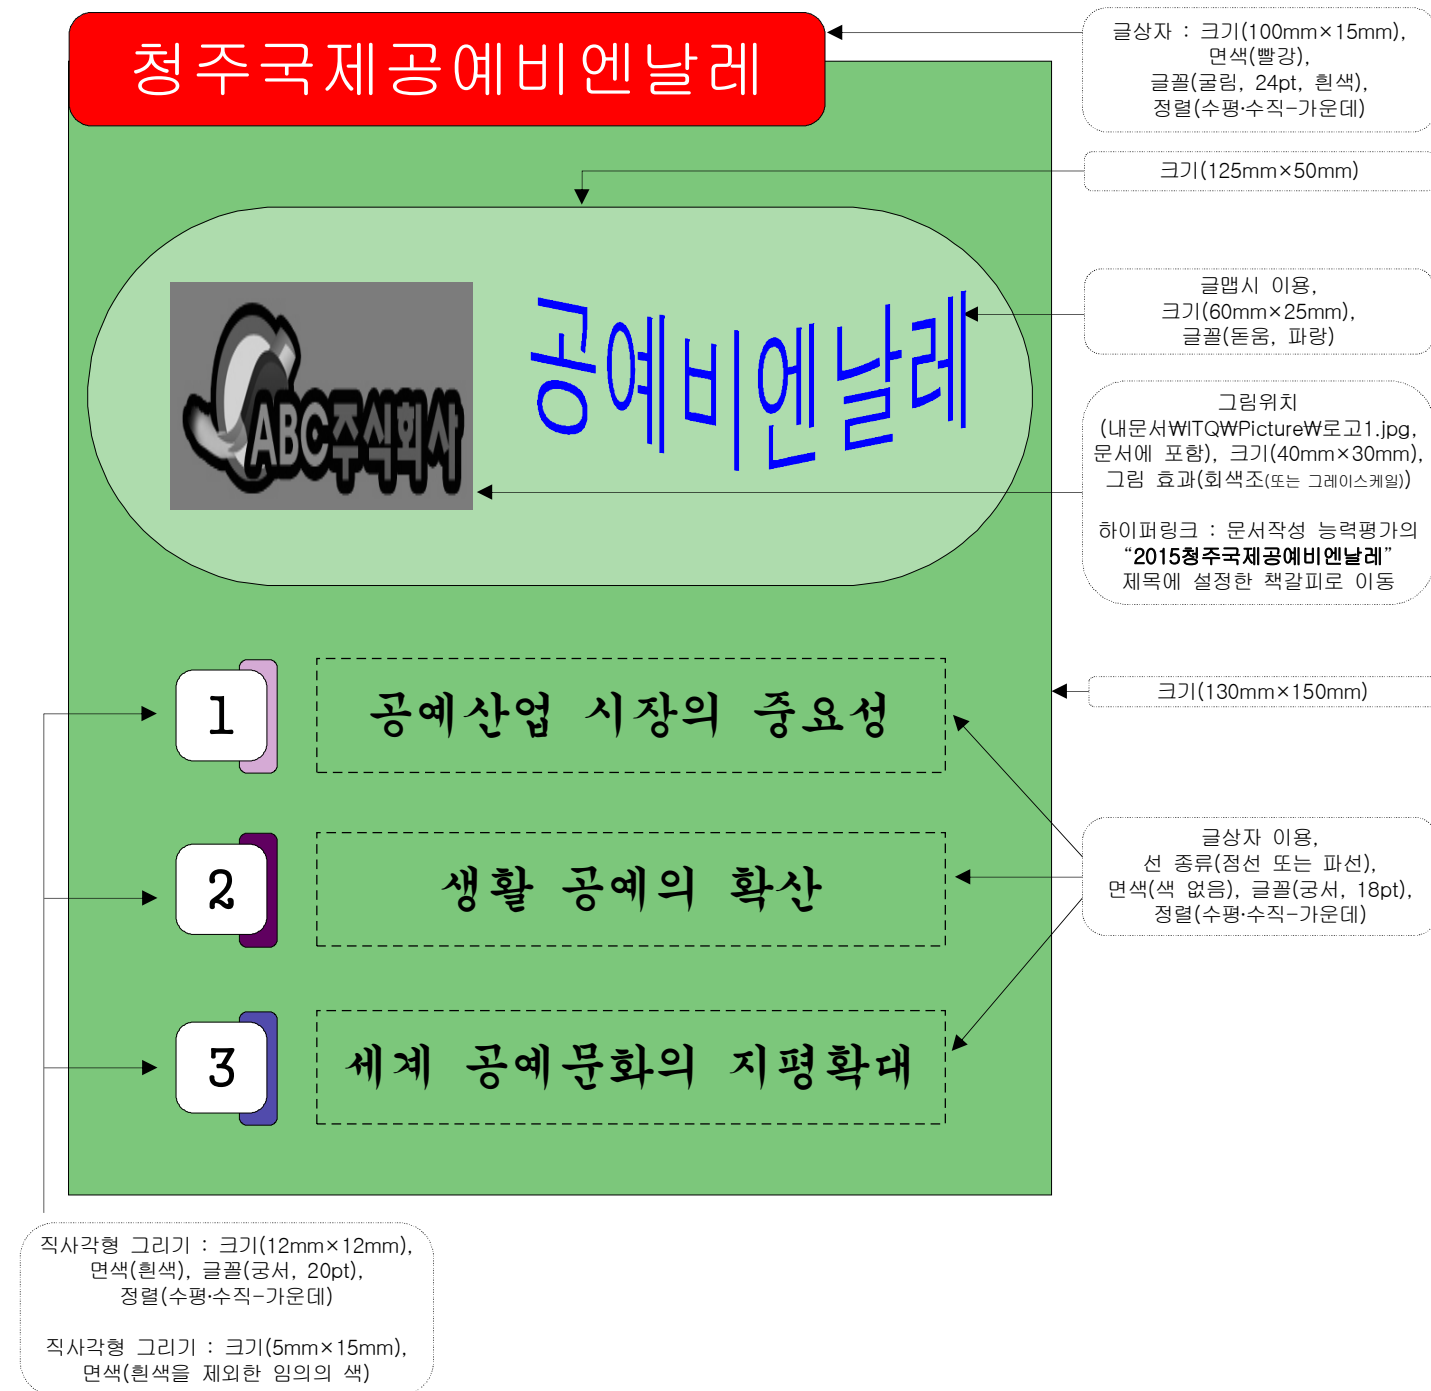 청주국제공예비엔날레
글상자 : 크기(100mm×15mm),
면색(빨강),
글꼴(굴림, 24pt, 흰색),
정렬(수평·수직-가운데)
크기(125mm×50mm)
글맵시 이용,
크기(60mm×25mm),
글꼴(돋움, 파랑)
공예비엔날레
ABC주식회사
그림위치
(내문서₩ITQ₩Picture₩로고1.jpg,
문서에 포함), 크기(40mm×30mm),
그림 효과(회색조(또는 그레이스케일))
하이퍼링크 : 문서작성 능력평가의
“2015청주국제공예비엔날레”
제목에 설정한 책갈피로 이동
크기(130mm×150mm)
1
공예산업 시장의 중요성
2
생활 공예의 확산
3
세계 공예문화의 지평확대
글상자 이용,
선 종류(점선 또는 파선),
면색(색 없음), 글꼴(궁서, 18pt),
정렬(수평·수직-가운데)
직사각형 그리기 : 크기(12mm×12mm),
면색(흰색), 글꼴(궁서, 20pt),
정렬(수평·수직-가운데)
직사각형 그리기 : 크기(5mm×15mm),
면색(흰색을 제외한 임의의 색)